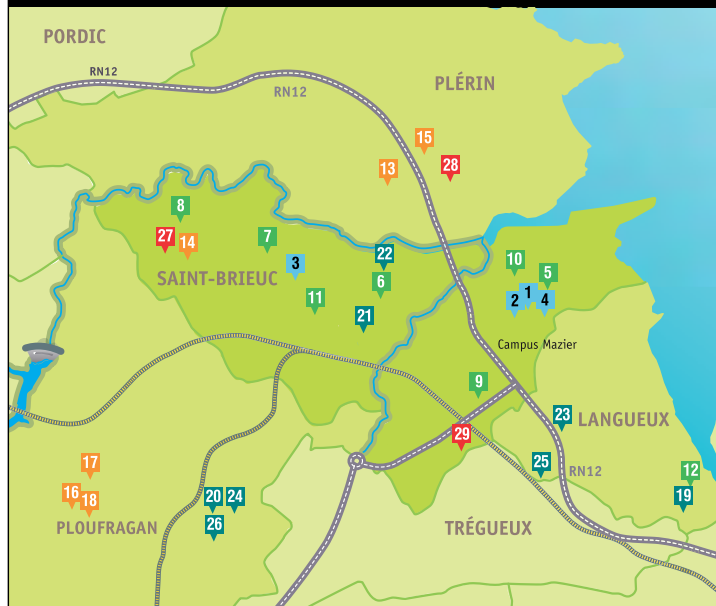 PORDIC
RN12
PLÉRIN
RN12
15
13
28
8
27
14
7
3
22
10
SAINT-BRIEUC
6
5
11
2
1
4
21
Campus Mazier
9
23
LANGUEUX
29
17
25
RN12
12
16
18
20
24
19
PLOUFRAGAN
26
TRÉGUEUX